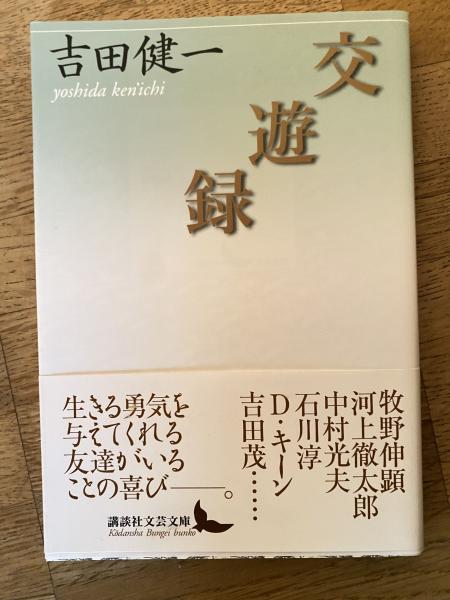 吉田健一
yoshida ken'ichi
交遊録
牧野伸顕
河上徹太郎
中村光夫
石川淳
D・キーン
吉田茂……
生きる勇気を
与えてくれる
友達がいる
ことの喜び――。
講談社文芸文庫
Kōdansha Bungei bunko